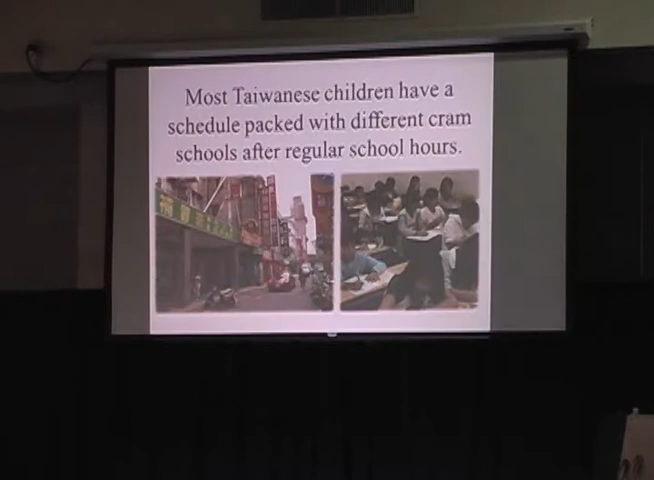 Most Taiwanese children have a
schedule packed with different cram
schools after regular school hours.